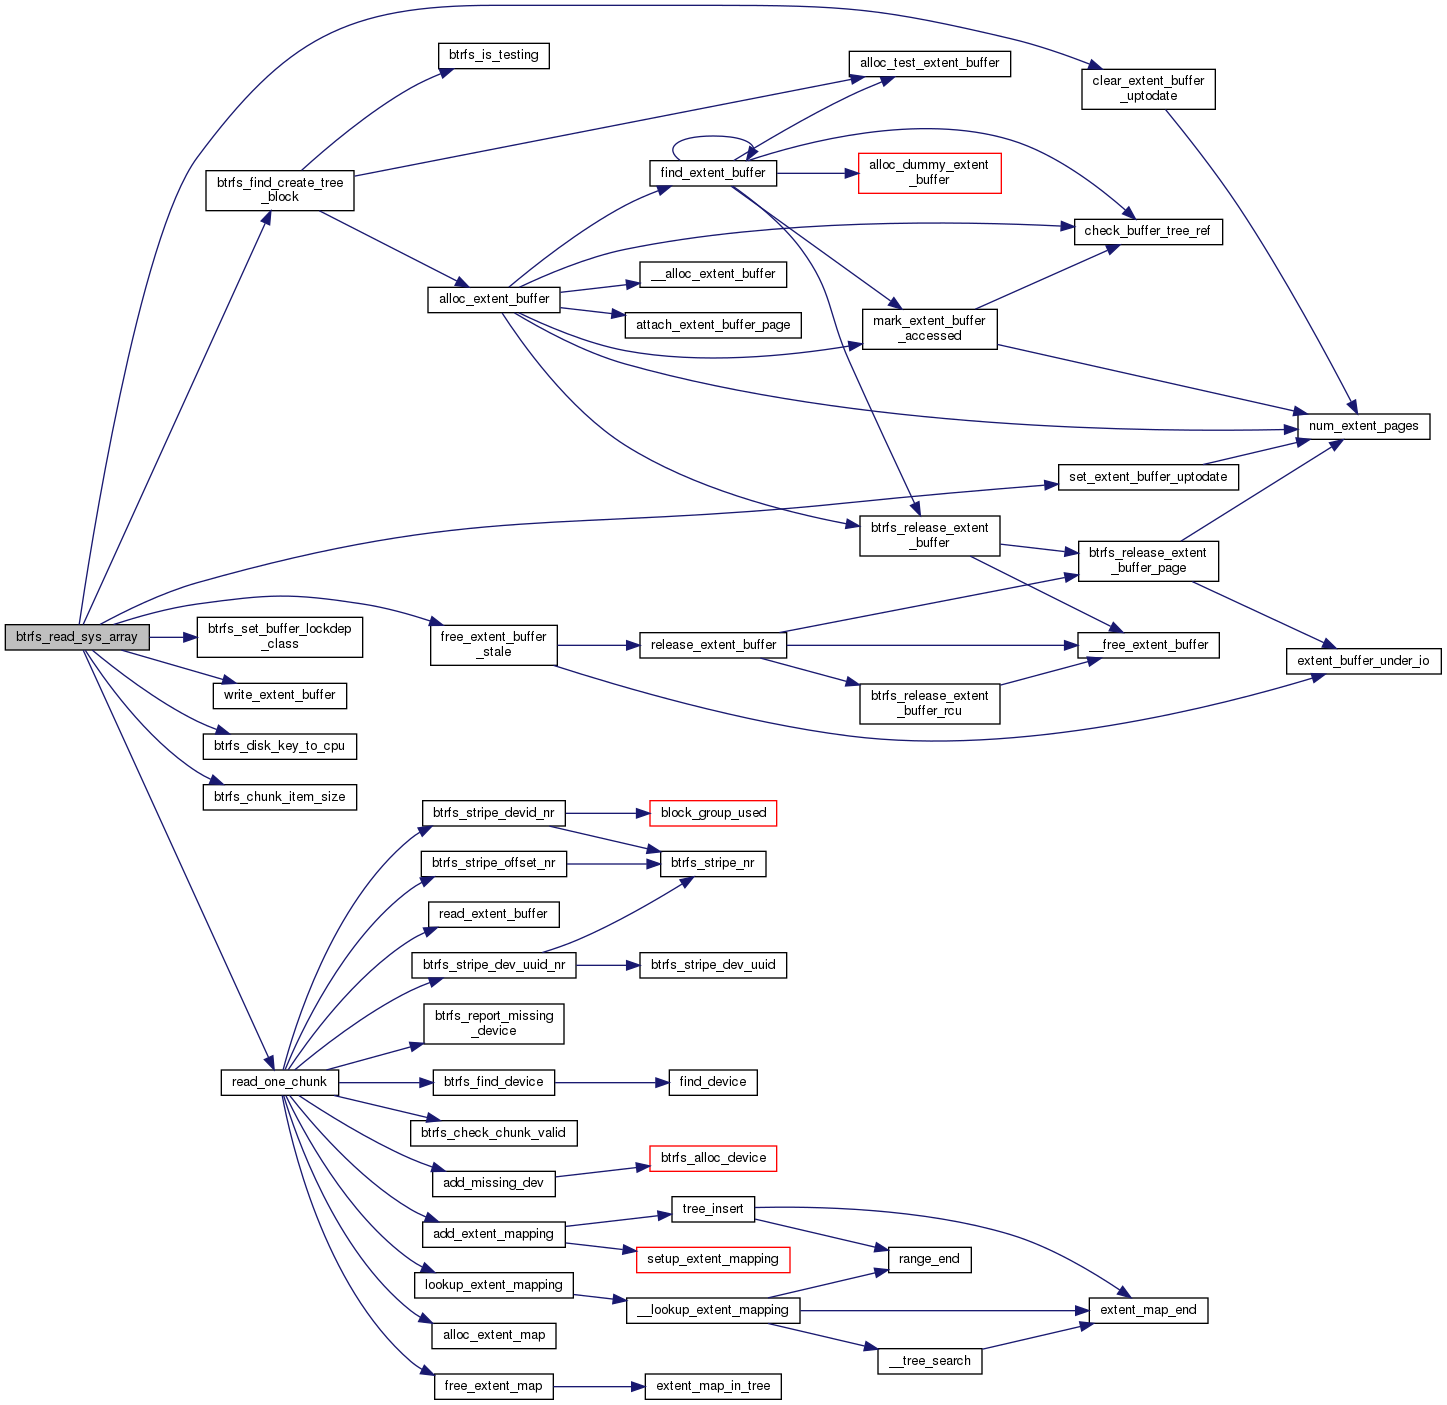 btrfs_is_testing
alloc_test_extent_buffer
clear_extent_buffer
_uptodate
btrfs_find_create_tree
_block
find_extent_buffer
alloc_dummy_extent
_buffer
check_buffer_tree_ref
__alloc_extent_buffer
alloc_extent_buffer
attach_extent_buffer_page
mark_extent_buffer
_accessed
num_extent_pages
set_extent_buffer_uptodate
btrfs_release_extent
_buffer
btrfs_release_extent
_buffer_page
btrfs_read_sys_array
btrfs_set_buffer_lockdep
_class
free_extent_buffer
_stale
release_extent_buffer
__free_extent_buffer
extent_buffer_under_io
write_extent_buffer
btrfs_release_extent
_buffer_rcu
btrfs_disk_key_to_cpu
btrfs_chunk_item_size
btrfs_stripe_devid_nr
block_group_used
btrfs_stripe_offset_nr
btrfs_stripe_nr
read_extent_buffer
btrfs_stripe_dev_uuid_nr
btrfs_stripe_dev_uuid
btrfs_report_missing
_device
read_one_chunk
btrfs_find_device
find_device
btrfs_check_chunk_valid
btrfs_alloc_device
add_missing_dev
tree_insert
add_extent_mapping
setup_extent_mapping
range_end
lookup_extent_mapping
__lookup_extent_mapping
extent_map_end
alloc_extent_map
__tree_search
free_extent_map
extent_map_in_tree